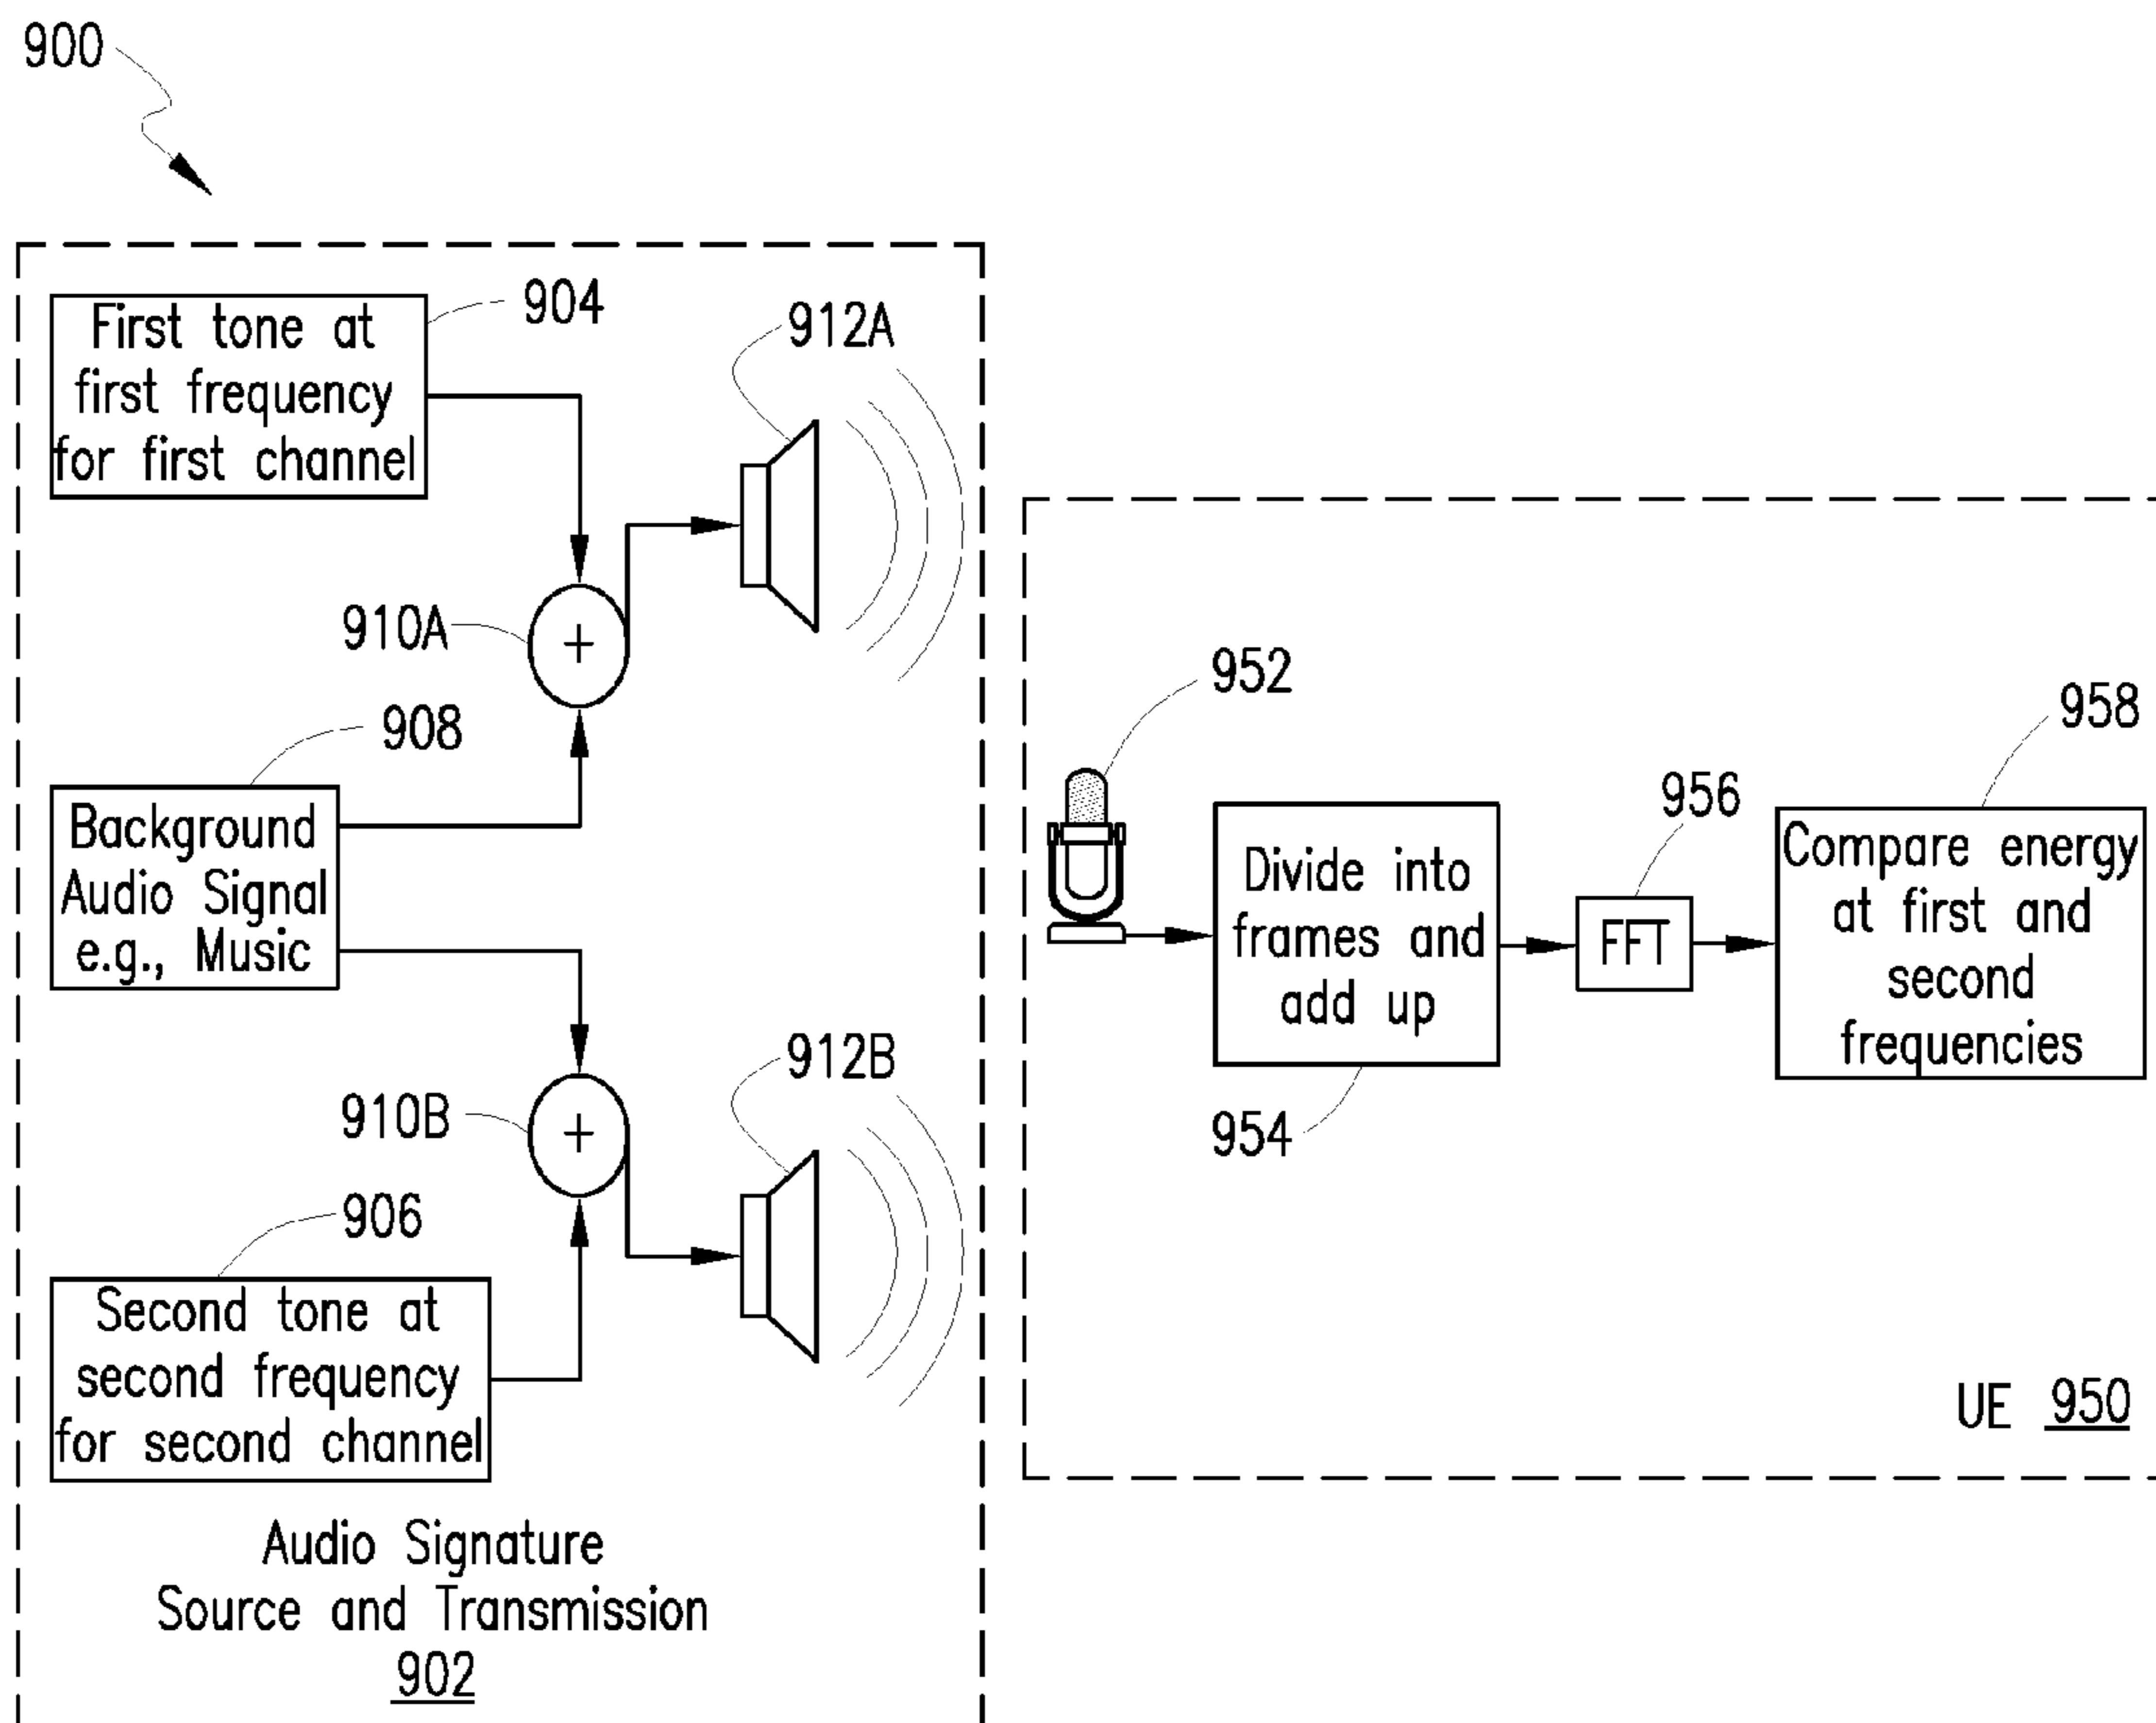 900
First tone at
first frequency
for first channel
904
912A
910A
908
Background
Audio Signal
e.g., Music
910B
912B
906
Second tone at
second frequency
for second channel
Audio Signature
Source and Transmission
902
952
Divide into
frames and
add up
954
956
FFT
958
Compare energy
at first and
second
frequencies
UE 950